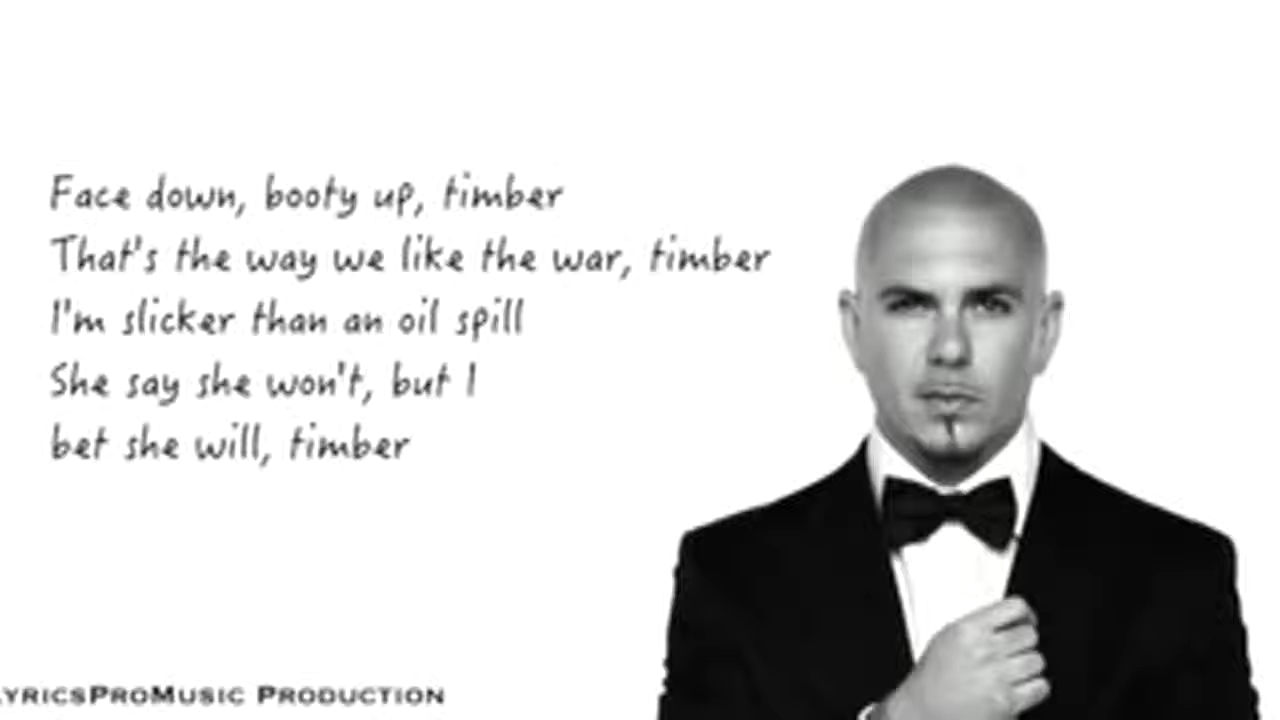 Face down, booty up, timber
That's the way we like the war, timber
I'm slicker than an oil spill
She say she won't, but I
bet she will, timber
YRICSPROMUSIC PRODUCTION